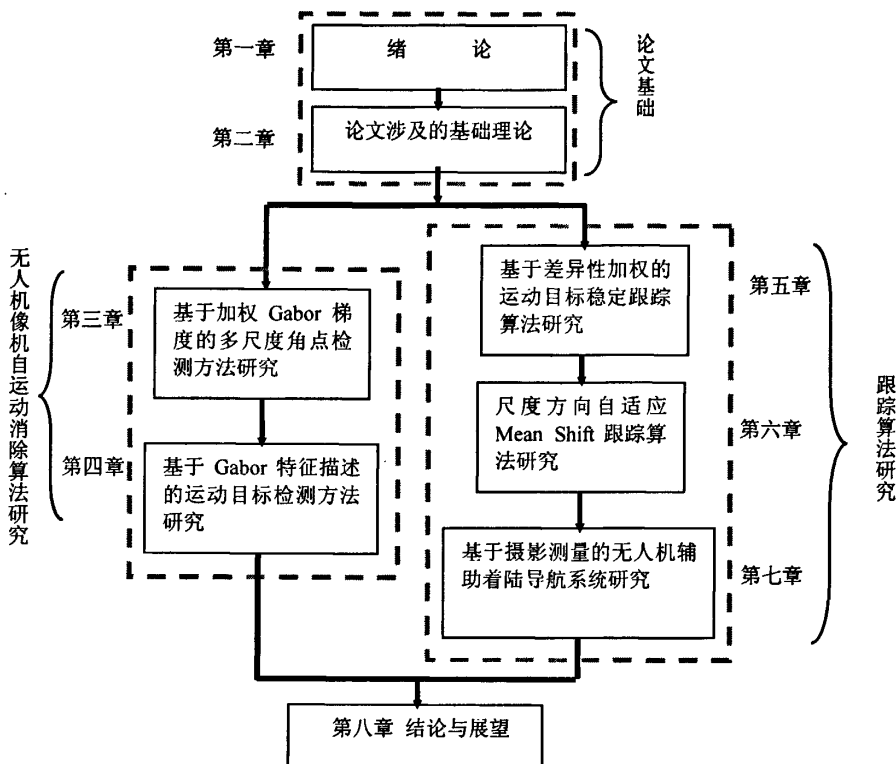 第一章
绪 论
论文基础
第二章
论文涉及的基础理论
无人机像机自运动消除算法研究
第三章
基于加权 Gabor 梯
度的多尺度角点检
测方法研究
第四章
基于 Gabor 特征描述
的运动目标检测方法
研究
基于差异性加权的
运动目标稳定跟踪
算法研究
第五章
尺度方向自适应
Mean Shift 跟踪算
法研究
第六章
基于摄影测量的无人机辅
助着陆导航系统研究
第七章
跟踪算法研究
第八章 结论与展望